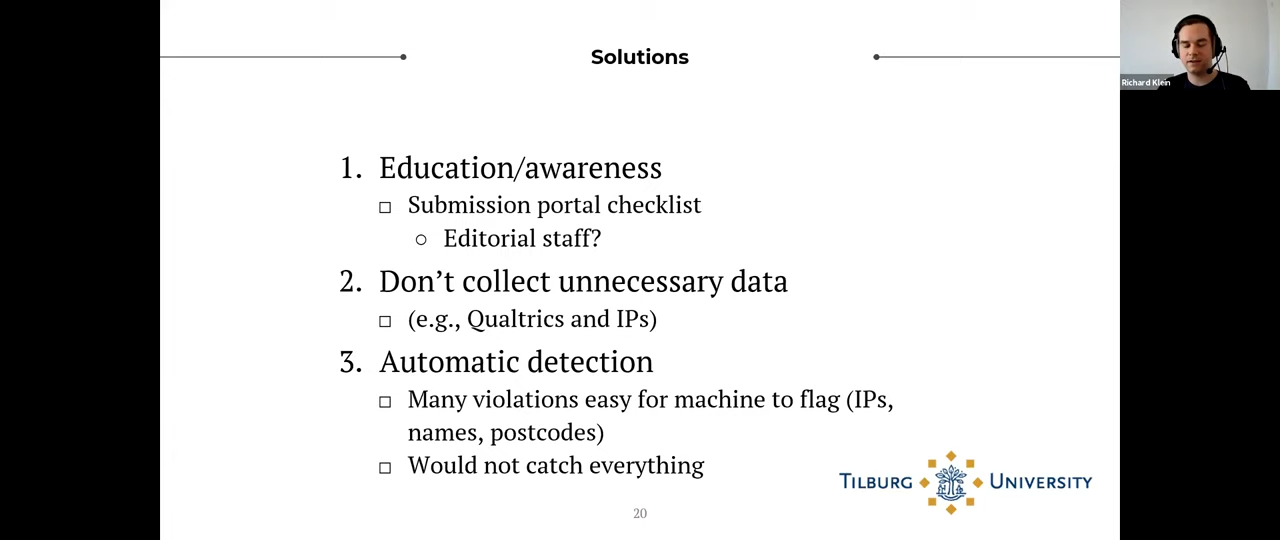 Solutions
Richard Klein
1. Education/awareness
□ Submission portal checklist
○ Editorial staff?
2. Don’t collect unnecessary data
□ (e.g., Qualtrics and IPs)
3. Automatic detection
□ Many violations easy for machine to flag (IPs,
names, postcodes)
□ Would not catch everything
TILBURG UNIVERSITY
20